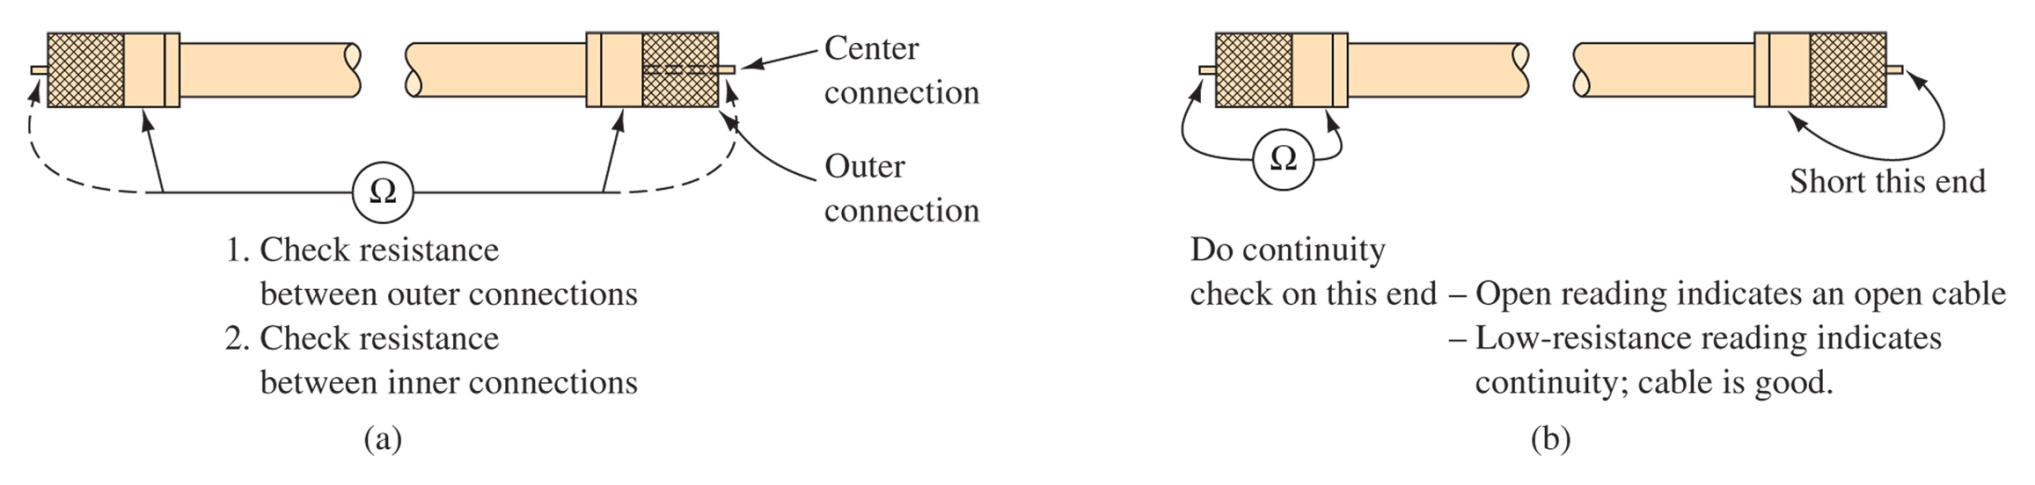 Center
connection
Ω
Outer
connection
1. Check resistance
between outer connections
2. Check resistance
between inner connections
(a)
Ω
Short this end
Do continuity
check on this end – Open reading indicates an open cable
– Low-resistance reading indicates
continuity; cable is good.
(b)